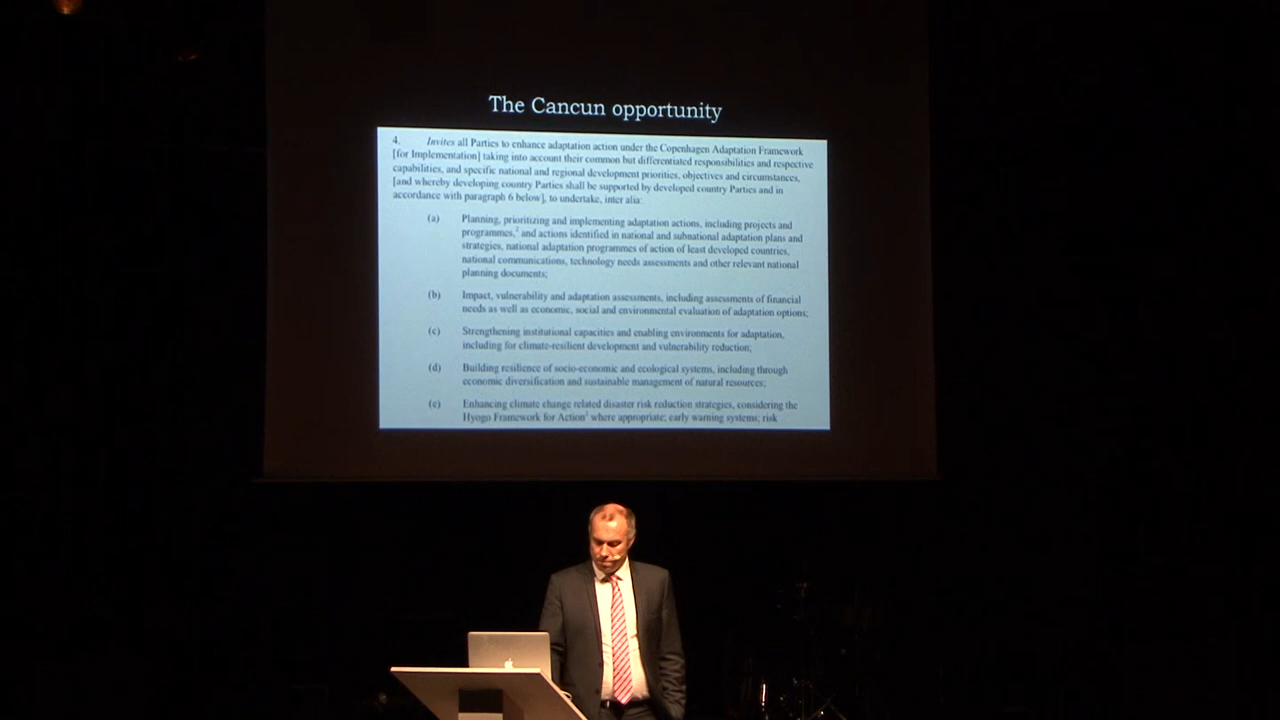 The Cancun opportunity
4. Invites all Parties to enhance adaptation action under the Copenhagen Adaptation Framework
[for Implementation] taking into account their common but differentiated responsibilities and respective
capabilities, and specific national and regional development priorities, objectives and circumstances,
[and whereby developing country Parties shall be supported by developed country Parties and in
accordance with paragraph 6 below], to undertake, inter alia:
(a) Planning, prioritizing and implementing adaptation actions, including projects and
programmes,² and actions identified in national and subnational adaptation plans and
strategies, national adaptation programmes of action of least developed countries,
national communications, technology needs assessments and other relevant national
planning documents;
(b) Impact, vulnerability and adaptation assessments, including assessments of financial
needs as well as economic, social and environmental evaluation of adaptation options;
(c) Strengthening institutional capacities and enabling environments for adaptation,
including for climate-resilient development and vulnerability reduction;
(d) Building resilience of socio-economic and ecological systems, including through
economic diversification and sustainable management of natural resources;
(e) Enhancing climate change related disaster risk reduction strategies, considering the
Hyogo Framework for Action where appropriate; early warning systems; risk